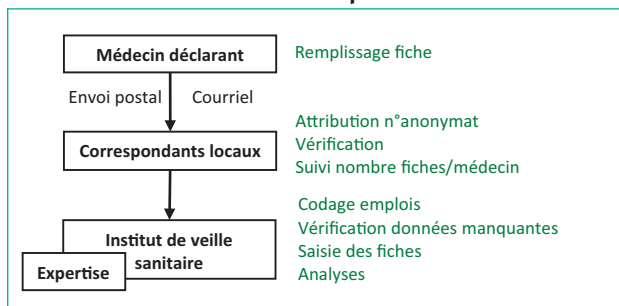 Médecin déclarant
Remplissage fiche
Envoi postal
Courriel
Attribution n°anonymat
Correspondants locaux
Vérification
Suivi nombre fiches/médecin
Codage emplois
Institut de veille
sanitaire
Vérification données manquantes
Saisie des fiches
Expertise
Analyses